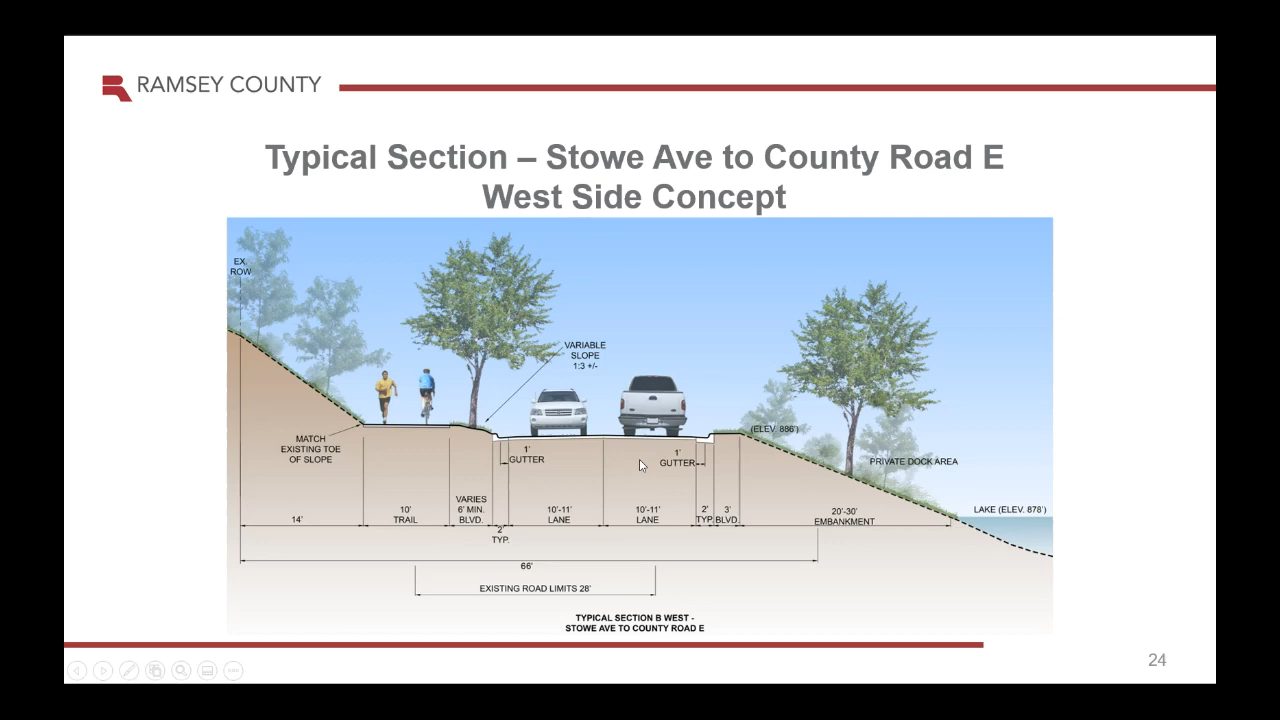 RAMSEY COUNTY
Typical Section – Stowe Ave to County Road E
West Side Concept
EX.
ROW
VARIABLE
SLOPE
1:3 +/-
(ELEV. 886')
MATCH
EXISTING TOE
OF SLOPE
1'
GUTTER
1'
GUTTER
PRIVATE DOCK AREA
14'
10'
TRAIL
VARIES
6' MIN.
BLVD.
2'
TYP.
10'-11'
LANE
10'-11'
LANE
2'
TYP.
3'
BLVD.
20'-30'
EMBANKMENT
LAKE (ELEV. 878')
66'
EXISTING ROAD LIMITS 28'
TYPICAL SECTION B WEST -
STOWE AVE TO COUNTY ROAD E
24